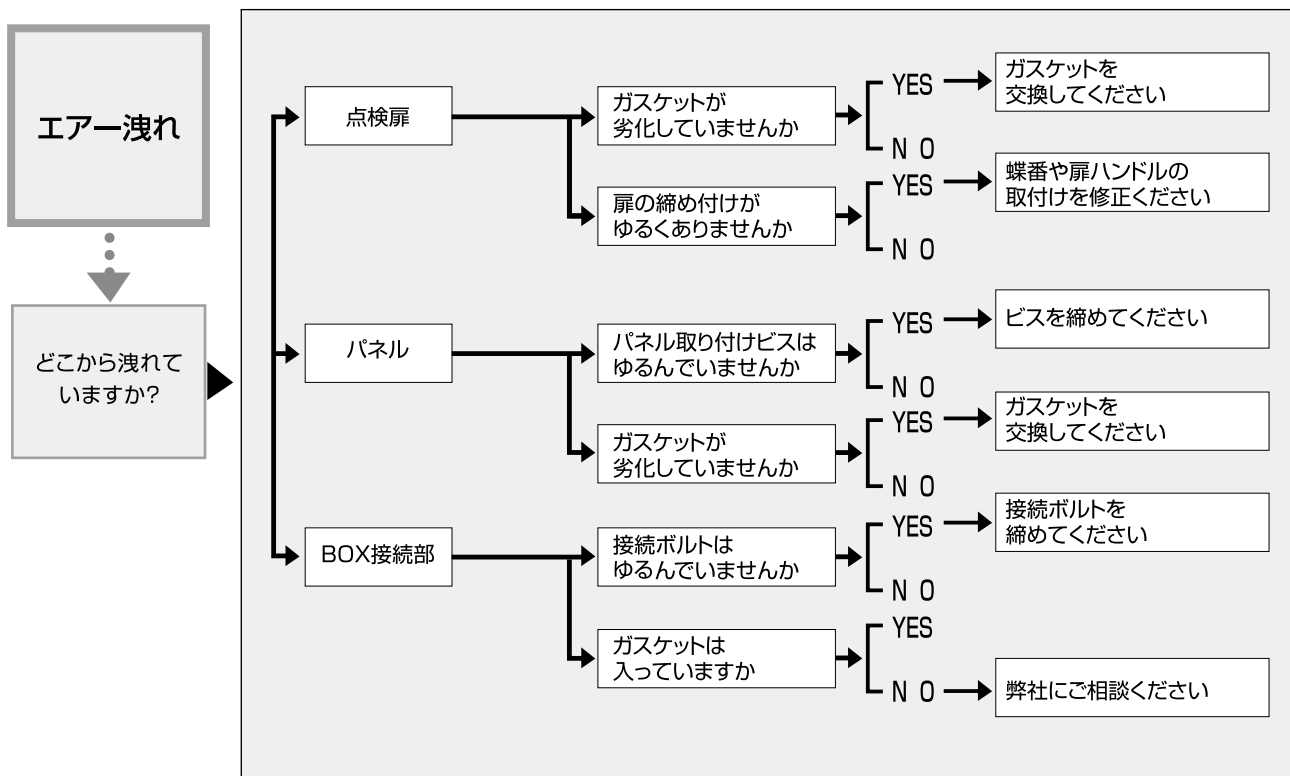 エアー洩れ
どこから洩れて
いますか?
点検扉
ガスケットが
劣化していませんか
YES
ガスケットを
交換してください
N O
扉の締め付けが
ゆるくありませんか
YES
蝶番や扉ハンドルの
取付けを修正ください
N O
パネル
パネル取り付けビスは
ゆるんでいませんか
YES
ビスを締めてください
N O
ガスケットが
劣化していませんか
YES
ガスケットを
交換してください
N O
BOX接続部
接続ボルトは
ゆるんでいませんか
YES
接続ボルトを
締めてください
N O
ガスケットは
入っていますか
YES
N O
弊社にご相談ください